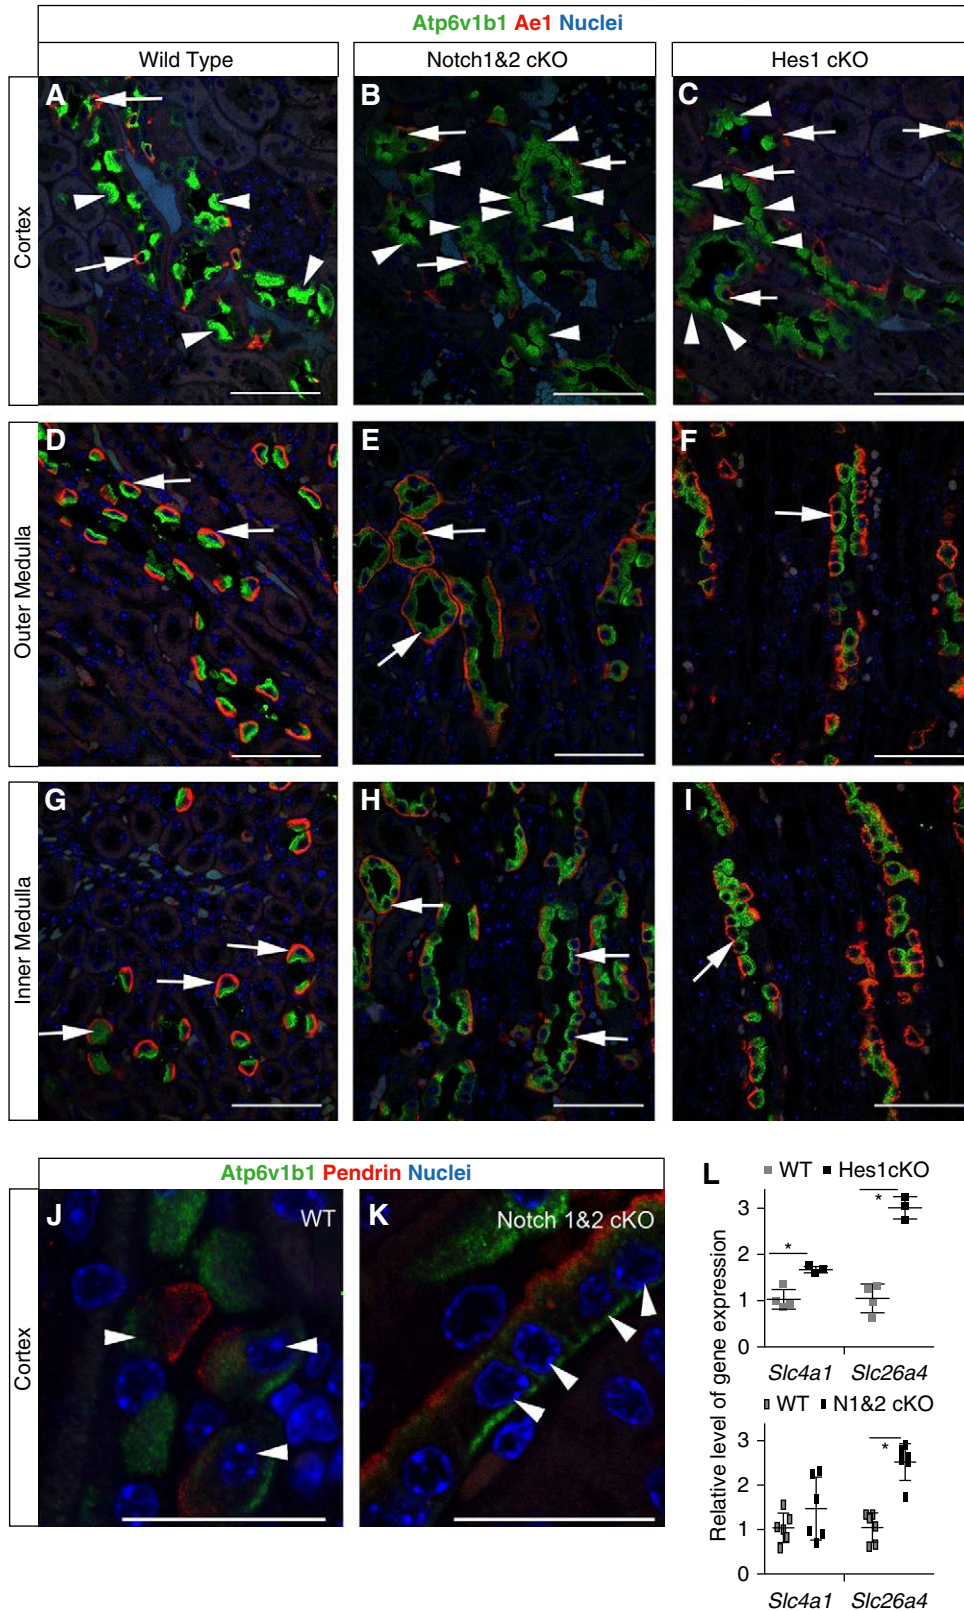 Atp6v1b1 Ae1 Nuclei
Wild Type
Notch1&2 cKO
Hes1 cKO
Cortex
A
B
C
Outer Medulla
D
E
F
Inner Medulla
G
H
I
Atp6v1b1 Pendrin Nuclei
Cortex
J
WT
K
Notch 1&2 cKO
L
WT Hes1cKO
Relative level of gene expression
3
2
1
0
*
*
Slc4a1 Slc26a4
WT N1&2 cKO
3
2
1
0
*
Slc4a1 Slc26a4